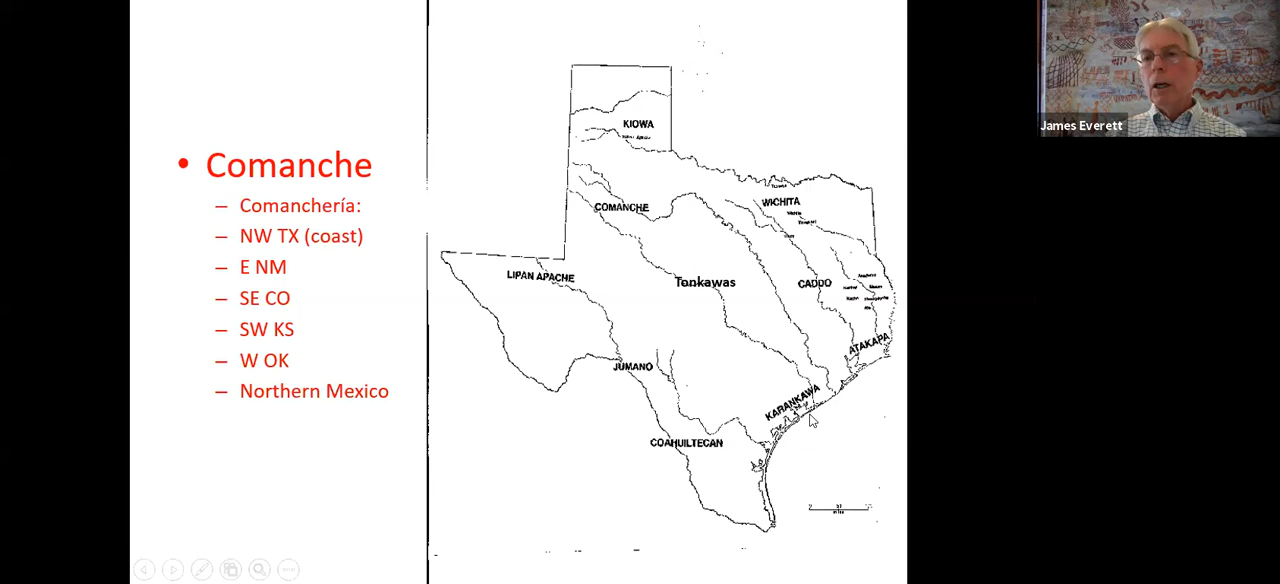 • Comanche
– Comanchería:
– NW TX (coast)
– E NM
– SE CO
– SW KS
– W OK
– Northern Mexico
KIOWA
COMANCHE
WICHITA
Wichita
LIPAN APACHE
Tonkawas
CADDO
ATAKAPA
JUMANO
KARANKAWA
COAHUILTECAN
James Everett